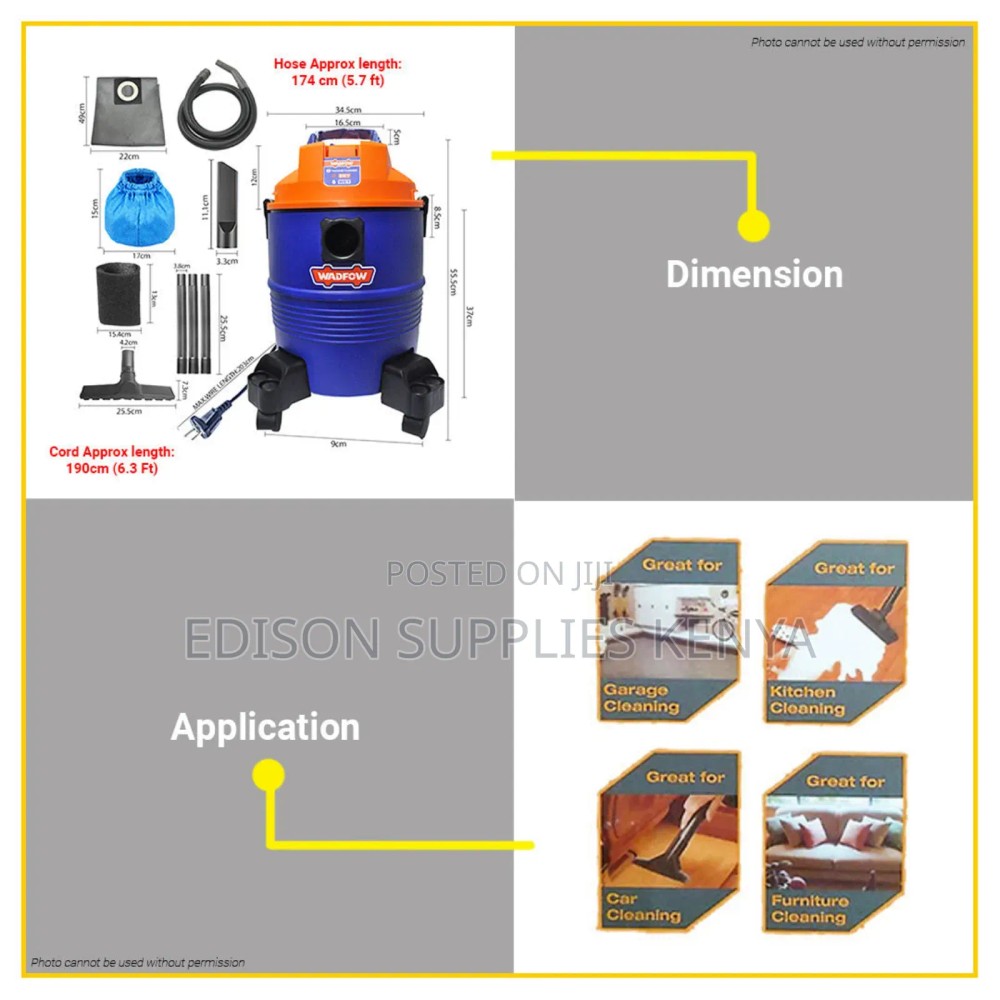 Photo cannot be used without permission
Hose Approx length:
174 cm (5.7 ft)
34.5cm
16.5cm
5cm
49cm
22cm
12cm
15cm
17cm
11.1cm
3.3cm
8.5cm
55.5cm
37cm
WADFOW
13cm
15.4cm
3.8cm
25.5cm
4.2cm
7.3cm
25.5cm
9cm
Cord Approx length:
190cm (6.3 Ft)
Dimension
POSTED ON JIJI
EDISON SUPPLIES KENYA
Application
Great for
Garage
Cleaning
Great for
Kitchen
Cleaning
Great for
Car
Cleaning
Great for
Furniture
Cleaning
Photo cannot be used without permission